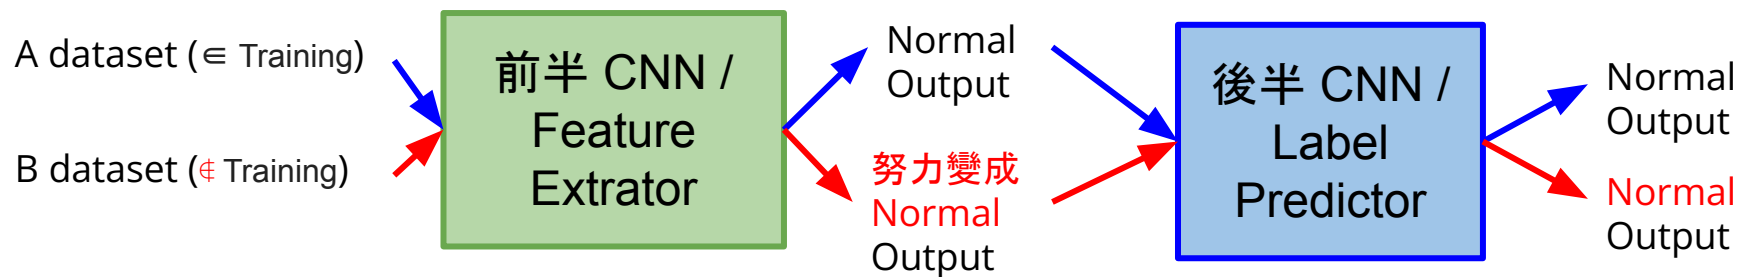 A dataset (∈ Training)
B dataset (∉ Training)
前半 CNN /
Feature
Extrator
Normal
Output
努力變成
Normal
Output
後半 CNN /
Label
Predictor
Normal
Output
Normal
Output